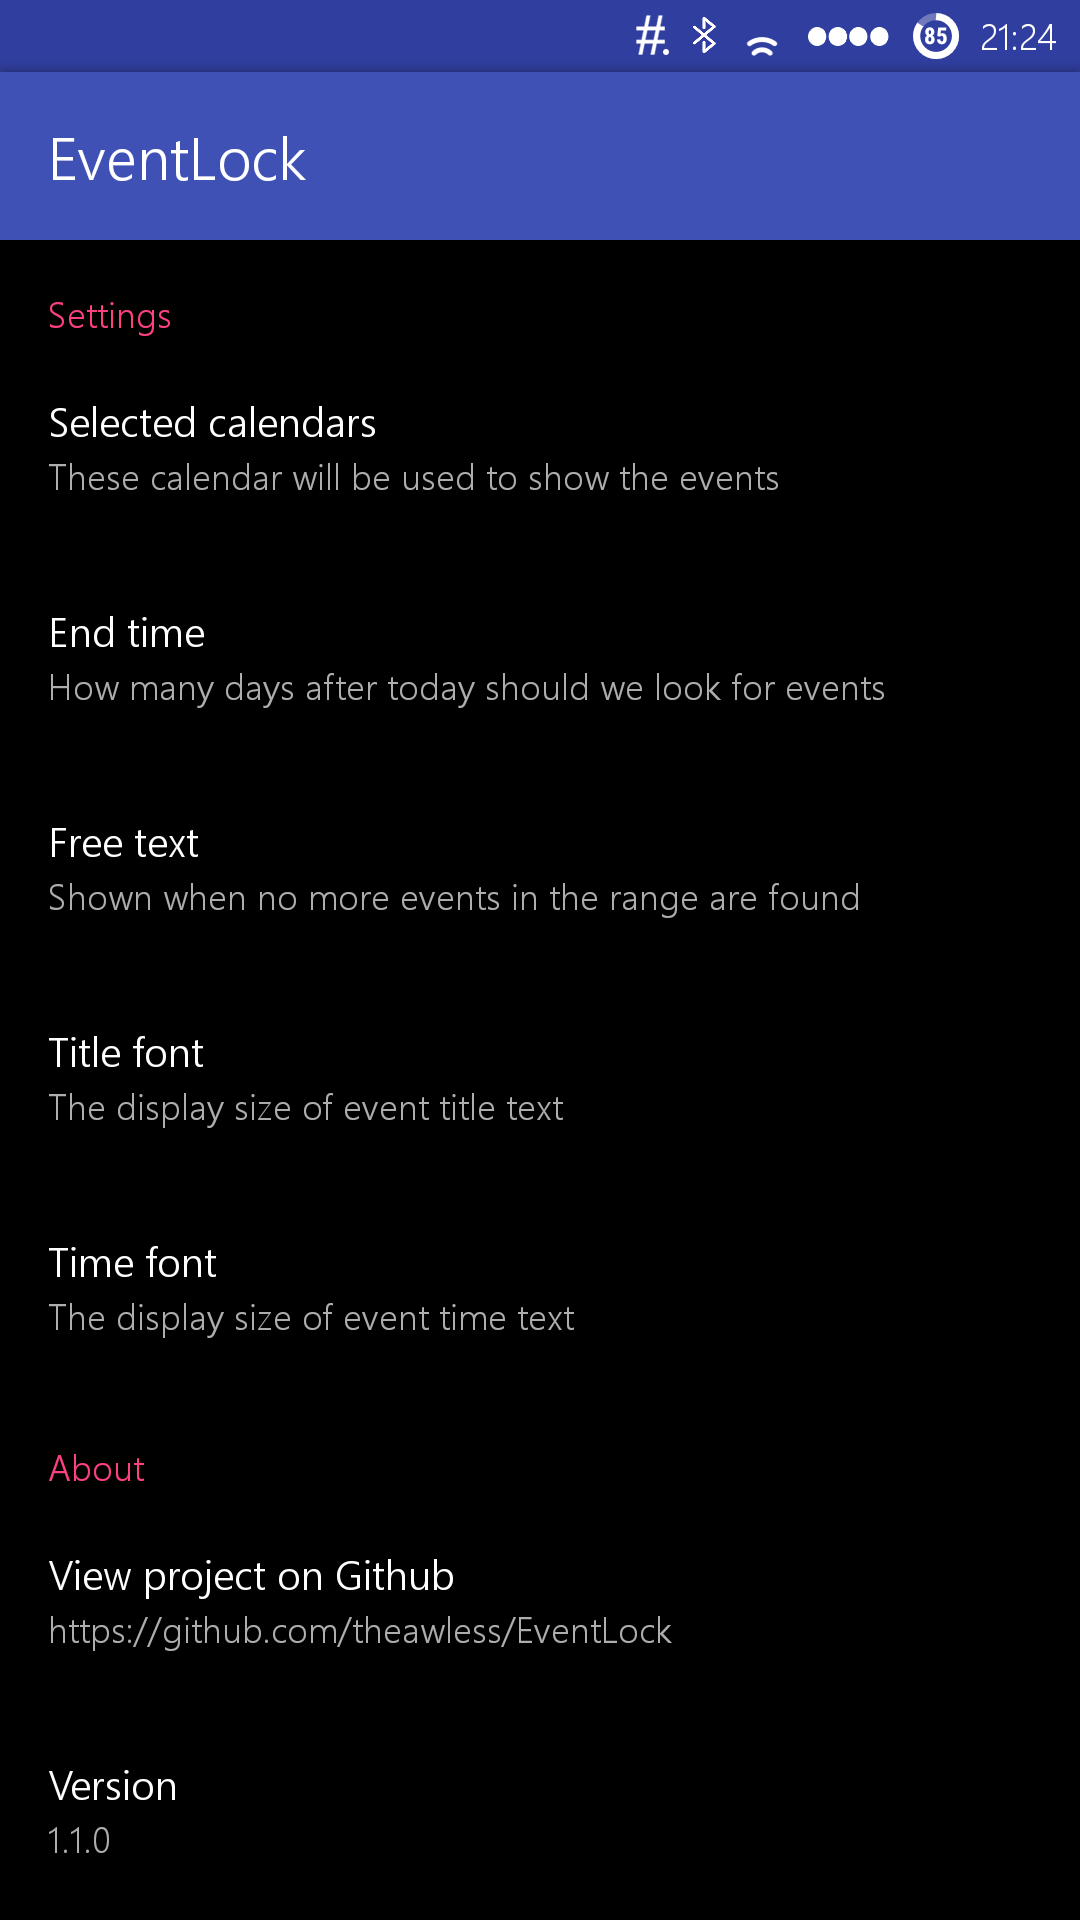 #. 85 21:24
EventLock
Settings
Selected calendars
These calendar will be used to show the events
End time
How many days after today should we look for events
Free text
Shown when no more events in the range are found
Title font
The display size of event title text
Time font
The display size of event time text
About
View project on Github
https://github.com/theawless/EventLock
Version
1.1.0